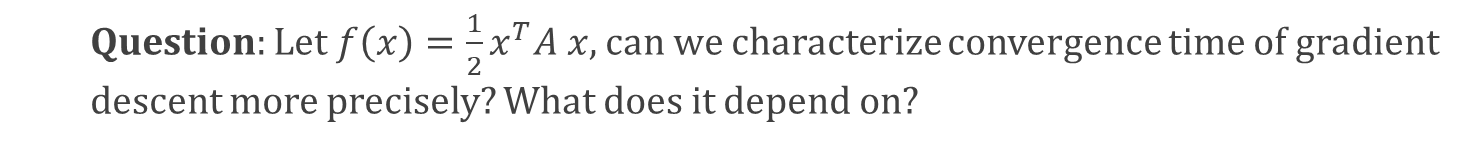 Question: Let 𝑓(𝑥) = ½𝑥ᵀ𝐴 𝑥, can we characterize convergence time of gradient
descent more precisely? What does it depend on?